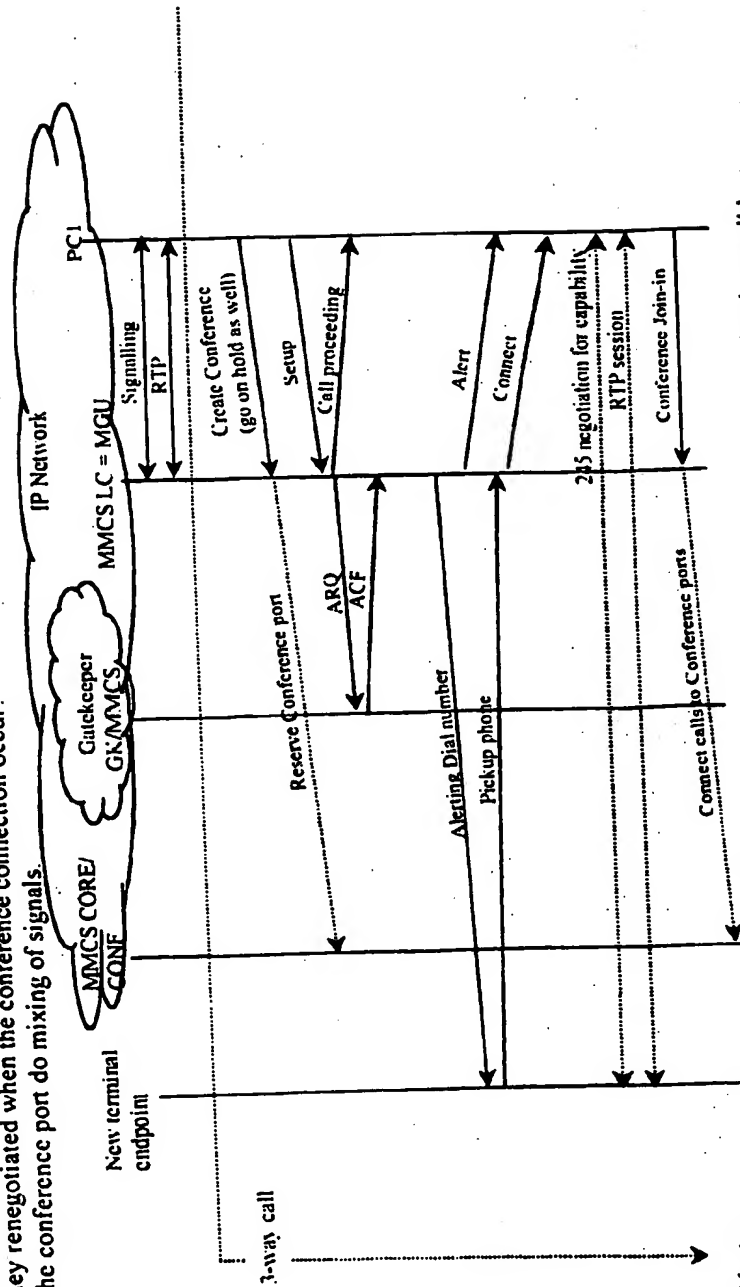 ey renegotiated when the conference connection occur?
he conference port do mixing of signals.
IP Network
MMCS CORE/
CONF
Gatekeeper
GK/MMCS
MMCS LC = MGU
PC1
New terminal
endpoint
Signalling
RTP
3-way call
Create Conference
(go on hold as well)
Reserve Conference port
Setup
Call proceeding
ARQ
ACF
Alerting Dial number
Alert
Pickup phone
Connect
245 negotiation for capability
RTP session
Conference Join-in
Connect calls to Conference ports